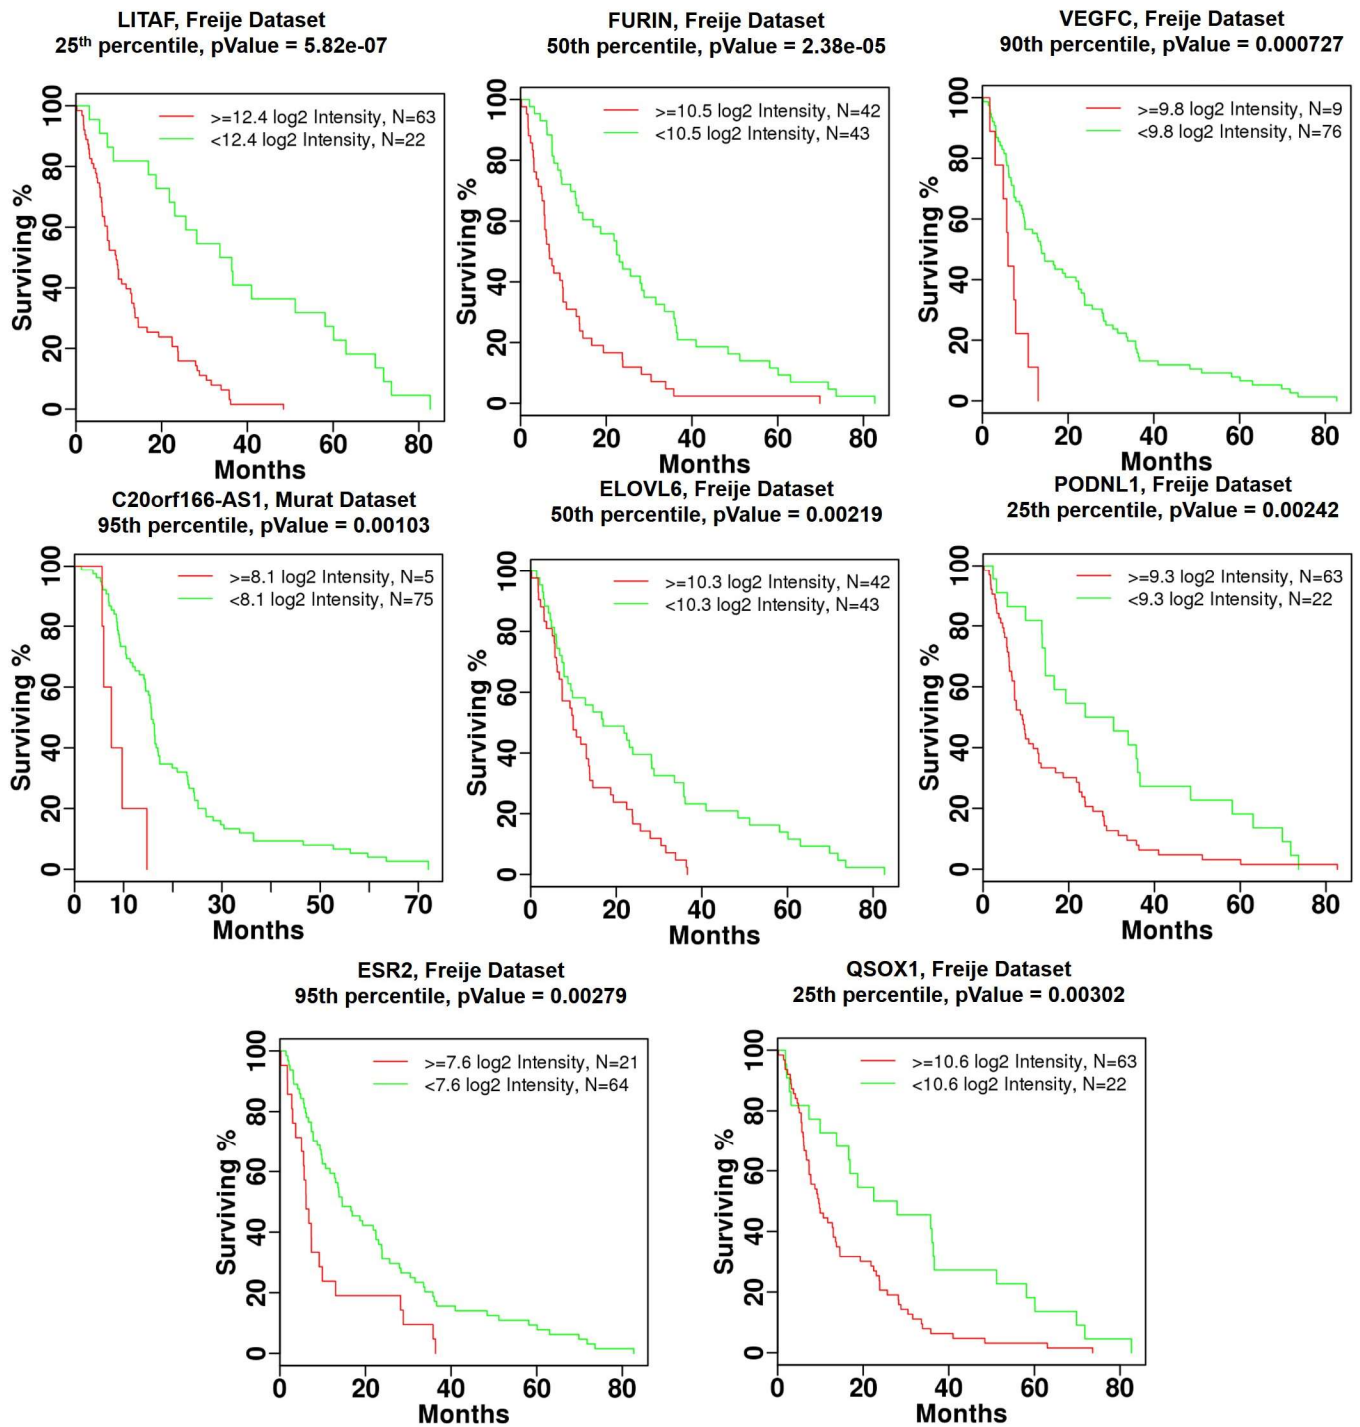 LITAF, Freije Dataset
25th percentile, pValue = 5.82e-07
>=12.4 log2 Intensity, N=63
<12.4 log2 Intensity, N=22
Surviving %
0 20 40 60 80 100
0 20 40 60 80
Months
FURIN, Freije Dataset
50th percentile, pValue = 2.38e-05
>=10.5 log2 Intensity, N=42
<10.5 log2 Intensity, N=43
Surviving %
0 20 40 60 80 100
0 20 40 60 80
Months
VEGFC, Freije Dataset
90th percentile, pValue = 0.000727
>=9.8 log2 Intensity, N=9
<9.8 log2 Intensity, N=76
Surviving %
0 20 40 60 80 100
0 20 40 60 80
Months
C20orf166-AS1, Murat Dataset
95th percentile, pValue = 0.00103
>=8.1 log2 Intensity, N=5
<8.1 log2 Intensity, N=75
Surviving %
0 20 40 60 80 100
0 10 30 50 70
Months
ELOVL6, Freije Dataset
50th percentile, pValue = 0.00219
>=10.3 log2 Intensity, N=42
<10.3 log2 Intensity, N=43
Surviving %
0 20 40 60 80 100
0 20 40 60 80
Months
PODNL1, Freije Dataset
25th percentile, pValue = 0.00242
>=9.3 log2 Intensity, N=63
<9.3 log2 Intensity, N=22
Surviving %
0 20 40 60 80 100
0 20 40 60 80
Months
ESR2, Freije Dataset
95th percentile, pValue = 0.00279
>=7.6 log2 Intensity, N=21
<7.6 log2 Intensity, N=64
Surviving %
0 20 40 60 80 100
0 20 40 60 80
Months
QSOX1, Freije Dataset
25th percentile, pValue = 0.00302
>=10.6 log2 Intensity, N=63
<10.6 log2 Intensity, N=22
Surviving %
0 20 40 60 80 100
0 20 40 60 80
Months